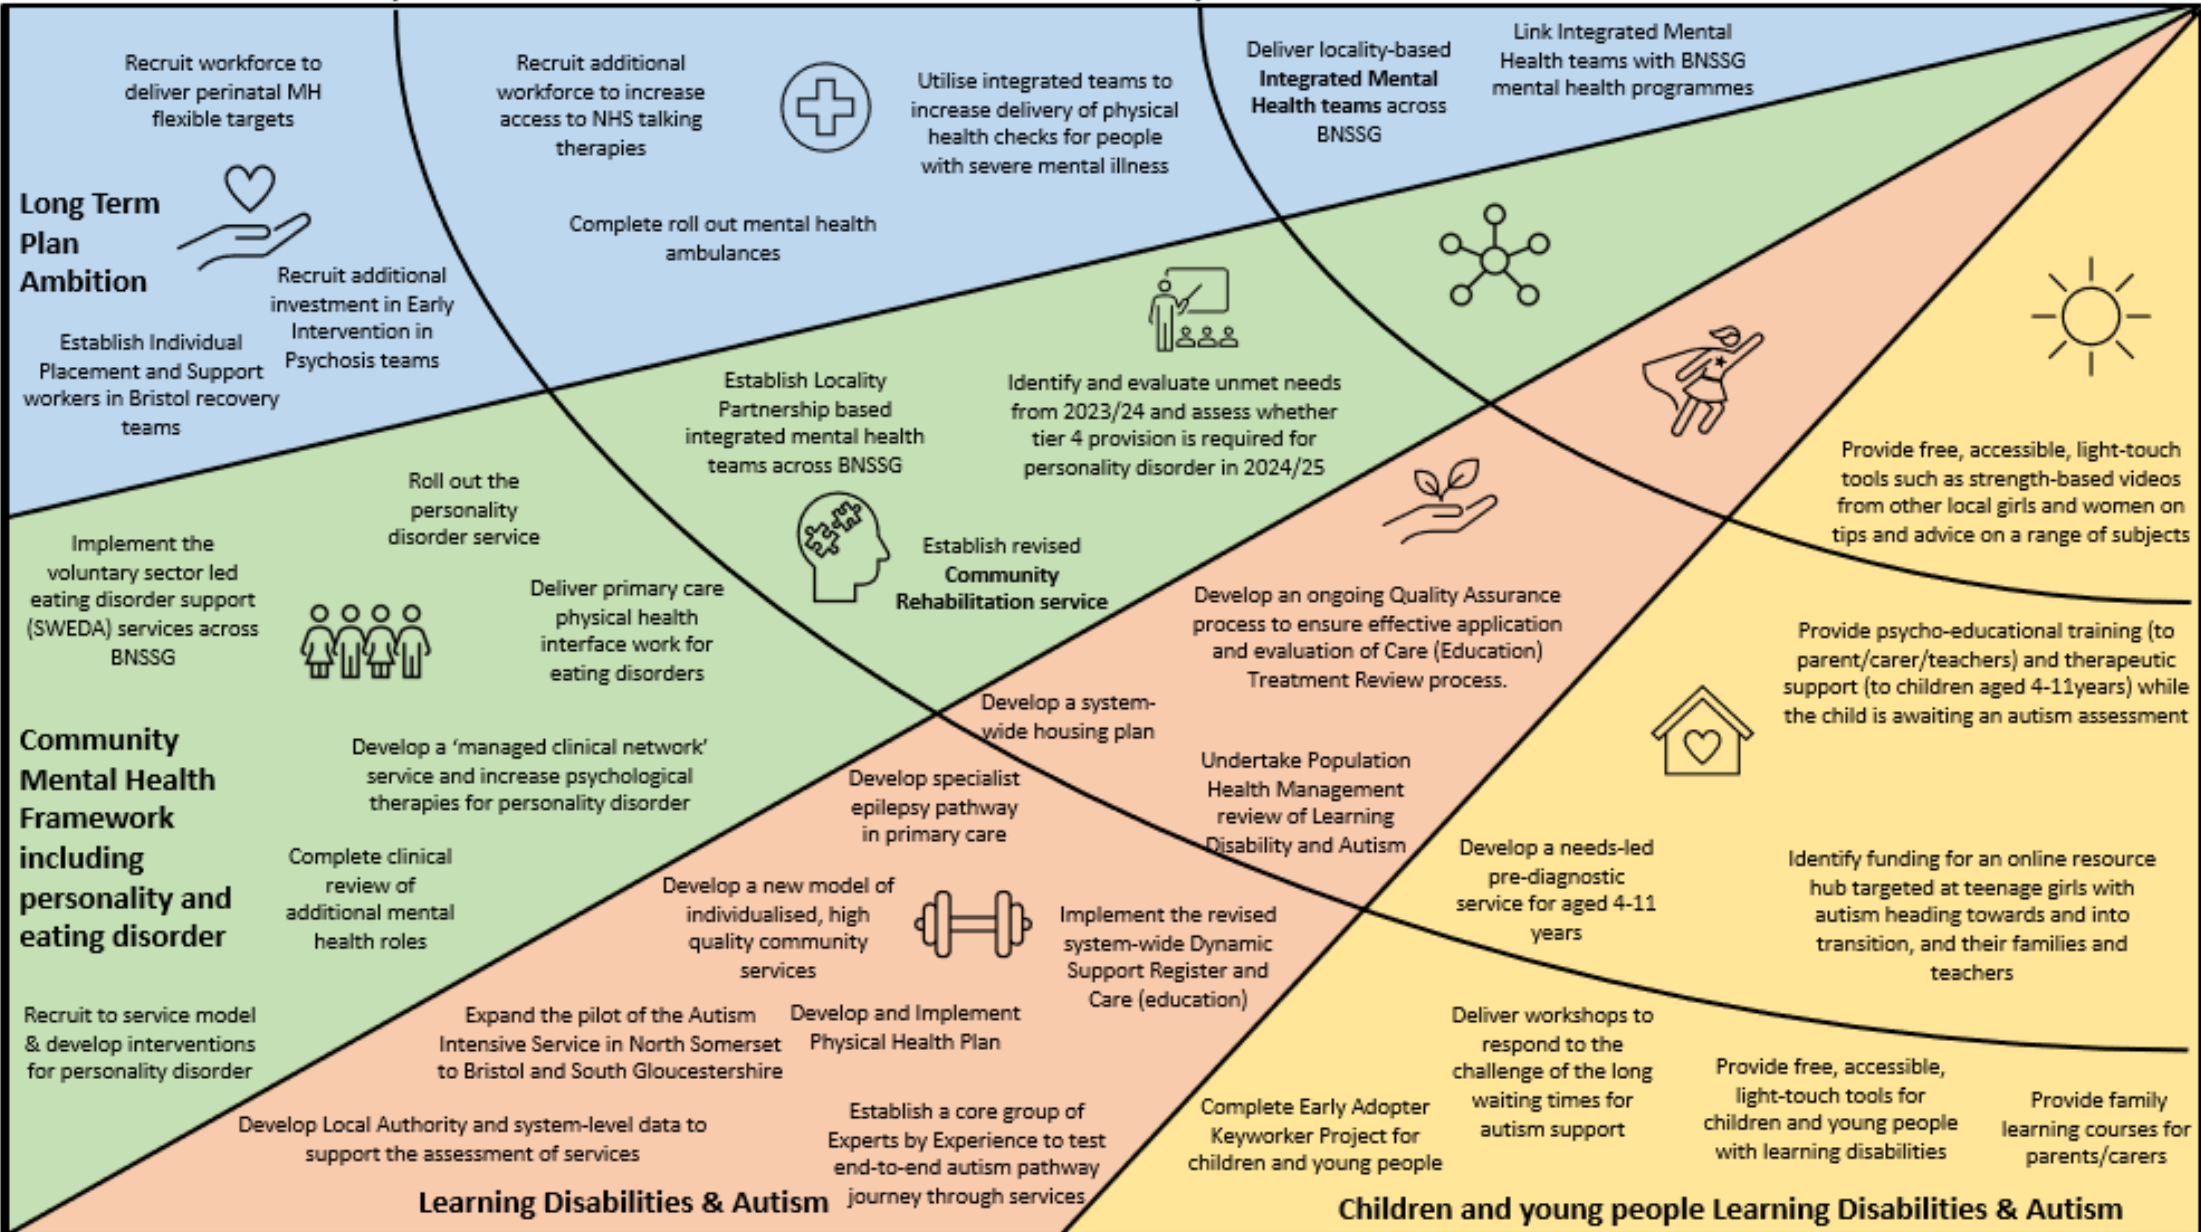 Recruit workforce to
deliver perinatal MH
flexible targets
Recruit additional
workforce to increase
access to NHS talking
therapies
Utilise integrated teams to
increase delivery of physical
health checks for people
with severe mental illness
Deliver locality-based
Integrated Mental
Health teams across
BNSSG
Link Integrated Mental
Health teams with BNSSG
mental health programmes
Complete roll out mental health
ambulances
Long Term
Plan
Ambition
Recruit additional
investment in Early
Intervention in
Psychosis teams
Establish Individual
Placement and Support
workers in Bristol recovery
teams
Roll out the
personality
disorder service
Establish Locality
Partnership based
integrated mental health
teams across BNSSG
Identify and evaluate unmet needs
from 2023/24 and assess whether
tier 4 provision is required for
personality disorder in 2024/25
Implement the
voluntary sector led
eating disorder support
(SWEDA) services across
BNSSG
Deliver primary care
physical health
interface work for
eating disorders
Establish revised
Community
Rehabilitation service
Community
Mental Health
Framework
including
personality and
eating disorder
Develop a ‘managed clinical network’
service and increase psychological
therapies for personality disorder
Complete clinical
review of
additional mental
health roles
Recruit to service model
& develop interventions
for personality disorder
Develop an ongoing Quality Assurance
process to ensure effective application
and evaluation of Care (Education)
Treatment Review process.
Develop a system-
wide housing plan
Undertake Population
Health Management
review of Learning
Disability and Autism
Develop specialist
epilepsy pathway
in primary care
Develop a new model of
individualised, high
quality community
services
Implement the revised
system-wide Dynamic
Support Register and
Care (education)
Expand the pilot of the Autism
Intensive Service in North Somerset
to Bristol and South Gloucestershire
Develop and Implement
Physical Health Plan
Develop Local Authority and system-level data to
support the assessment of services
Establish a core group of
Experts by Experience to test
end-to-end autism pathway
journey through services
Learning Disabilities & Autism
Provide free, accessible, light-touch
tools such as strength-based videos
from other local girls and women on
tips and advice on a range of subjects
Provide psycho-educational training (to
parent/carer/teachers) and therapeutic
support (to children aged 4-11years) while
the child is awaiting an autism assessment
Develop a needs-led
pre-diagnostic
service for aged 4-11
years
Identify funding for an online resource
hub targeted at teenage girls with
autism heading towards and into
transition, and their families and
teachers
Deliver workshops to
respond to the
challenge of the long
waiting times for
autism support
Complete Early Adopter
Keyworker Project for
children and young people
Provide free, accessible,
light-touch tools for
children and young people
with learning disabilities
Provide family
learning courses for
parents/carers
Children and young people Learning Disabilities & Autism